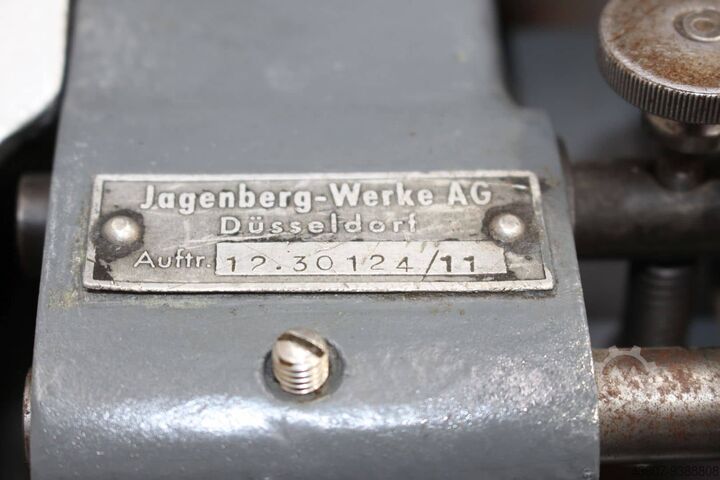 Jagenberg-Werke AG
Düsseldorf
Auftr. 12.30124/11